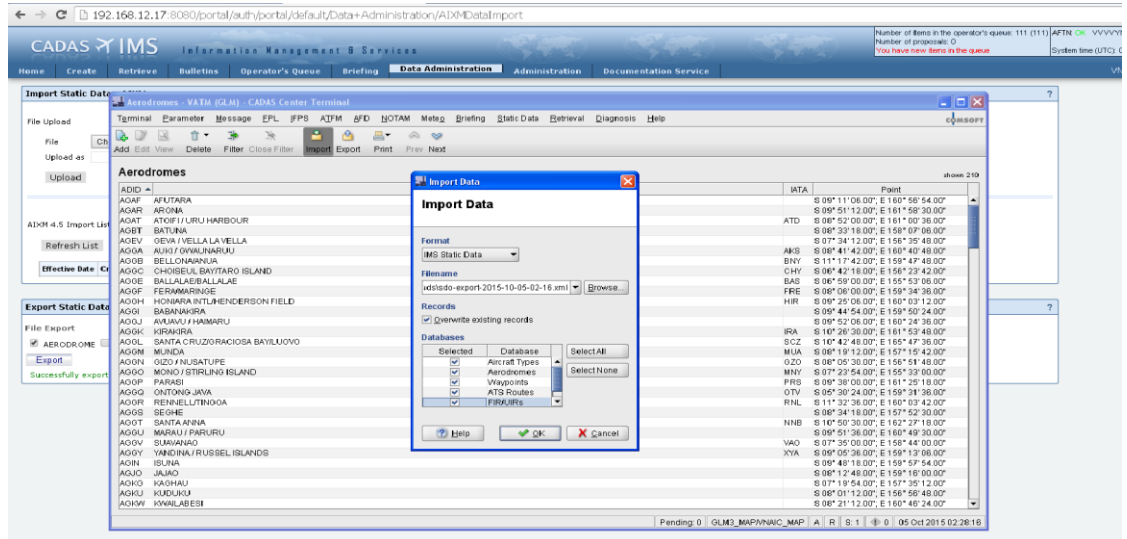 192.168.12.17:8080/portal/auth/portal/default/Data+Administration/AIXMDataImport
CADAS IMS
Information Management & Services
Number of items in the operator's queue: 111 (111)
Number of proposals: 0
You have new items in the queue
AFTN: OK
System time (UTC):
Home Create Retrieve Bulletins Operator's Queue Briefing Data Administration Administration Documentation Service
Import Static Data
?
Aerodromes - VATM (GLM) - CADAS Center Terminal
File Upload
Terminal Parameter Message EPL IFPS ATFM AFD NOTAM Meteo Briefing Static Data Retrieval Diagnosis Help
COMSOFT
File
Upload as
Upload
Add Edit View Delete Filter Close Filter Import Export Print Prev Next
Aerodromes
shown 210
ADID IATA Point
AGAF AFUTARA S 09° 11' 06.00"; E 160° 56' 54.00"
AGAR ARONA S 09° 51' 12.00"; E 161° 58' 30.00"
AGAT ATOIFI / URU HARBOUR ATD S 08° 52' 00.00"; E 161° 00' 36.00"
AGBT BATUNA S 08° 33' 18.00"; E 158° 07' 06.00"
AGEV GEVA / VELLA LA VELLA S 07° 34' 12.00"; E 156° 35' 48.00"
AGGA AUKI / GWAUNARUU AKS S 08° 41' 42.00"; E 160° 40' 48.00"
AGGB BELLONA/ANUA BNY S 11° 17' 42.00"; E 159° 47' 48.00"
AGGC CHOISEUL BAY/TARO ISLAND CHY S 06° 42' 18.00"; E 156° 23' 42.00"
AGGE BALLALAE/BALLALAE BAS S 06° 59' 00.00"; E 155° 53' 06.00"
AGGF FERA/MARINGE FRE S 08° 06' 00.00"; E 159° 34' 36.00"
AGGH HONIARA INTL/HENDERSON FIELD HIR S 09° 25' 06.00"; E 160° 03' 12.00"
AGGI BABANAKIRA S 09° 44' 54.00"; E 159° 50' 24.00"
AGGJ AVUAVU / HAIMARU S 09° 52' 06.00"; E 160° 24' 36.00"
AGGK KIRAKIRA IRA S 10° 26' 30.00"; E 161° 53' 48.00"
AGGL SANTA CRUZ/GRACIOSA BAY/LUOVO SCZ S 10° 42' 48.00"; E 165° 47' 36.00"
AGGM MUNDA MUA S 08° 19' 12.00"; E 157° 15' 42.00"
AGGN GIZO / NUSATUPE GZO S 08° 05' 30.00"; E 156° 51' 48.00"
AGGO MONO / STIRLING ISLAND MNY S 07° 23' 54.00"; E 155° 33' 00.00"
AGGP PARASI PRS S 09° 38' 00.00"; E 161° 25' 18.00"
AGGQ ONTONG JAVA OTV S 05° 30' 24.00"; E 159° 31' 36.00"
AGGR RENNELL/TINGOA RNL S 11° 32' 36.00"; E 160° 03' 42.00"
AGGS SEGHE S 08° 34' 18.00"; E 157° 52' 30.00"
AGGT SANTA ANNA NNB S 10° 50' 30.00"; E 162° 27' 18.00"
AGGU MARAU / PARURU S 09° 51' 36.00"; E 160° 49' 30.00"
AGGV SUAVANAO VAO S 07° 35' 00.00"; E 158° 44' 00.00"
AGGY YANDINA / RUSSEL ISLANDS XYA S 09° 05' 36.00"; E 159° 13' 06.00"
AGIN ISUNA S 09° 48' 18.00"; E 159° 57' 54.00"
AGJO JAJAO S 08° 12' 48.00"; E 159° 16' 00.00"
AGKG KAGHAU S 07° 19' 54.00"; E 157° 35' 12.00"
AGKU KUDUKU S 08° 01' 12.00"; E 156° 56' 48.00"
AGKW KWAILABESI S 08° 21' 12.00"; E 160° 46' 24.00"
Import Data
Import Data
Format
IMS Static Data
Filename
sdo-export-2015-10-05-02-16.xml Browse...
Records
Overwrite existing records
Databases
Selected Database Select All
Aircraft Types
Aerodromes Select None
Waypoints
ATS Routes
FIR/UIRs
Help OK Cancel
AIXM 4.5 Import List
Refresh List
Effective Date
Export Static Data
?
File Export
AERODROME
Export
Successfully export
Pending: 0 GLM3_MAP/VNAIC_MAP A R S: 1 0 05 Oct 2015 02:28:16